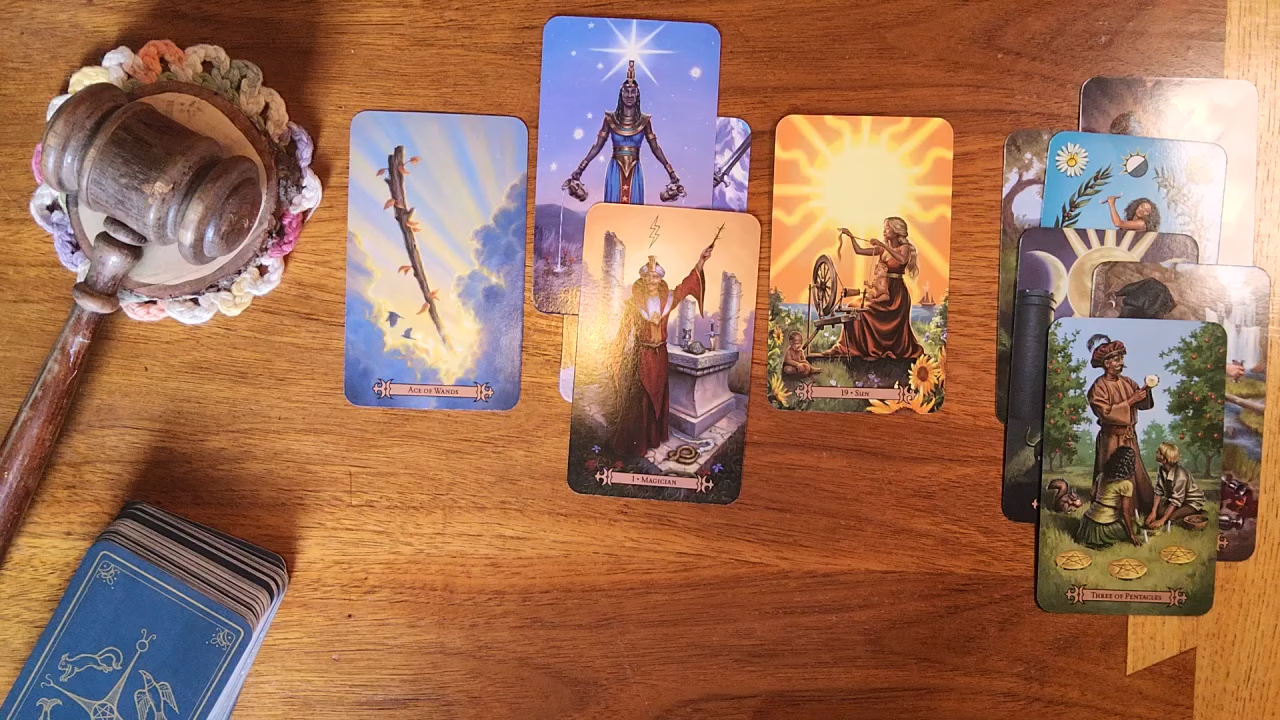 ACE OF WANDS
1 • MAGICIAN
19 • SUN
THREE OF PENTACLES